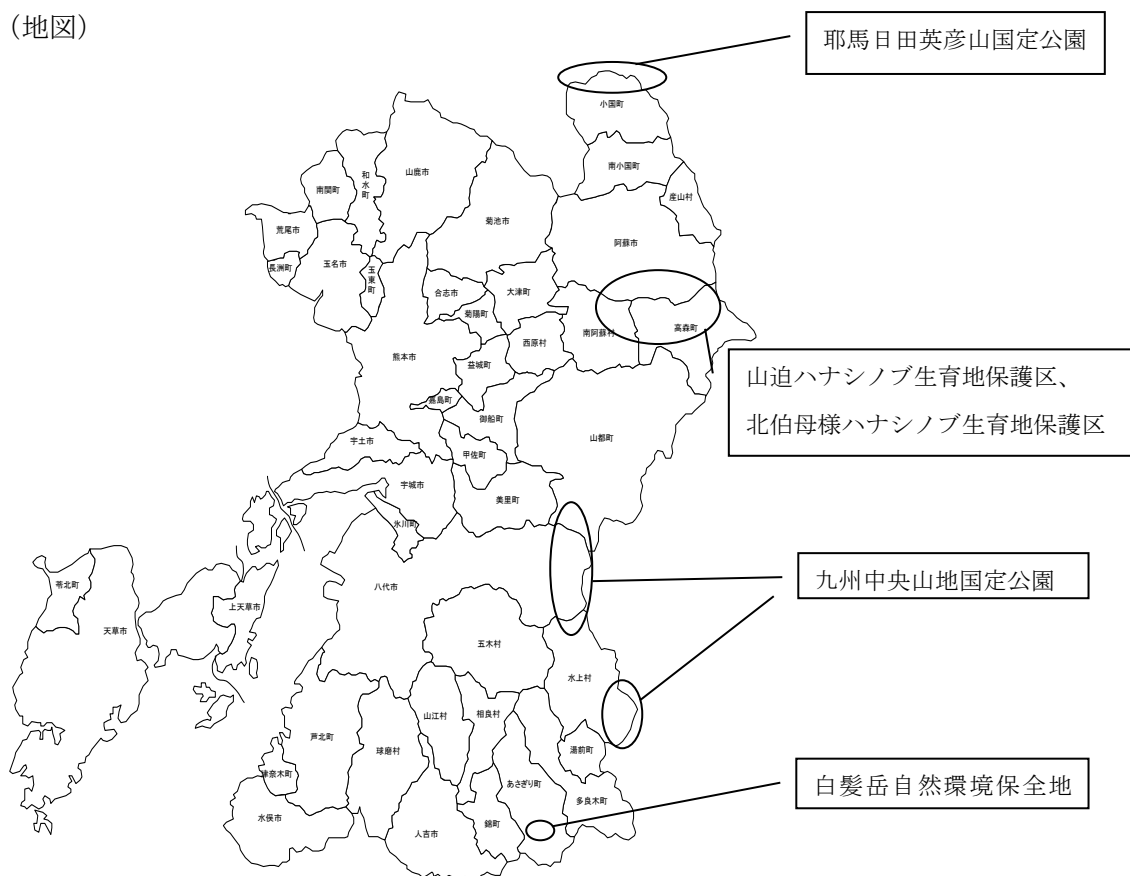 (地図)
耶馬日田英彦山国定公園
小国町
南小国町
産山村
山鹿市
和水町
南関町
菊池市
荒尾市
阿蘇市
長洲町
玉名市
玉東町
合志市
大津町
菊陽町
南阿蘇村
高森町
西原村
熊本市
益城町
山迫ハナシノブ生育地保護区、
北伯母様ハナシノブ生育地保護区
嘉島町
御船町
山都町
宇土市
甲佐町
宇城市
美里町
氷川町
九州中央山地国定公園
八代市
苓北町
上天草市
天草市
五木村
水上村
山江村
相良村
芦北町
球磨村
湯前町
津奈木町
あさぎり町
白髪岳自然環境保全地
多良木町
水俣市
錦町
人吉市